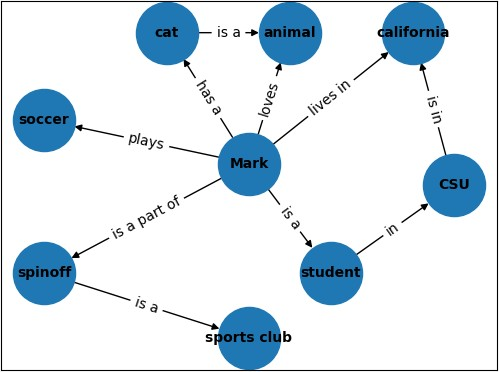 cat
is a
animal
california
has a
loves
lives in
is in
soccer
plays
Mark
CSU
is a part of
is a
in
spinoff
student
is a
sports club